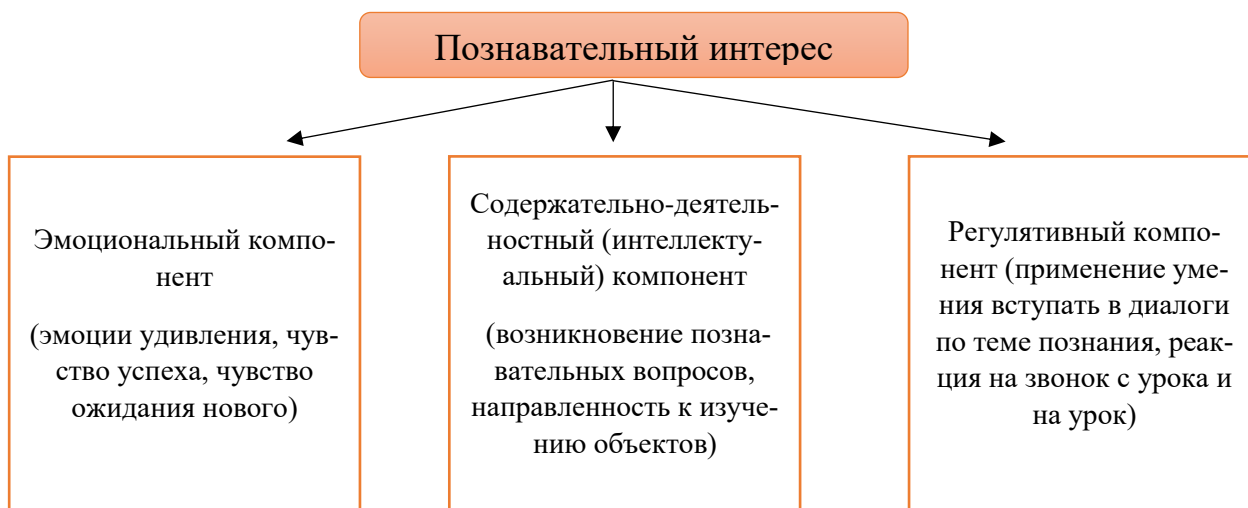 Познавательный интерес
Эмоциональный компо-
нент
(эмоции удивления, чув-
ство успеха, чувство
ожидания нового)
Содержательно-деятель-
ностный (интеллекту-
альный) компонент
(возникновение позна-
вательных вопросов,
направленность к изуче-
нию объектов)
Регулятивный компо-
нент (применение уме-
ния вступать в диалоги
по теме познания, реак-
ция на звонок с урока и
на урок)